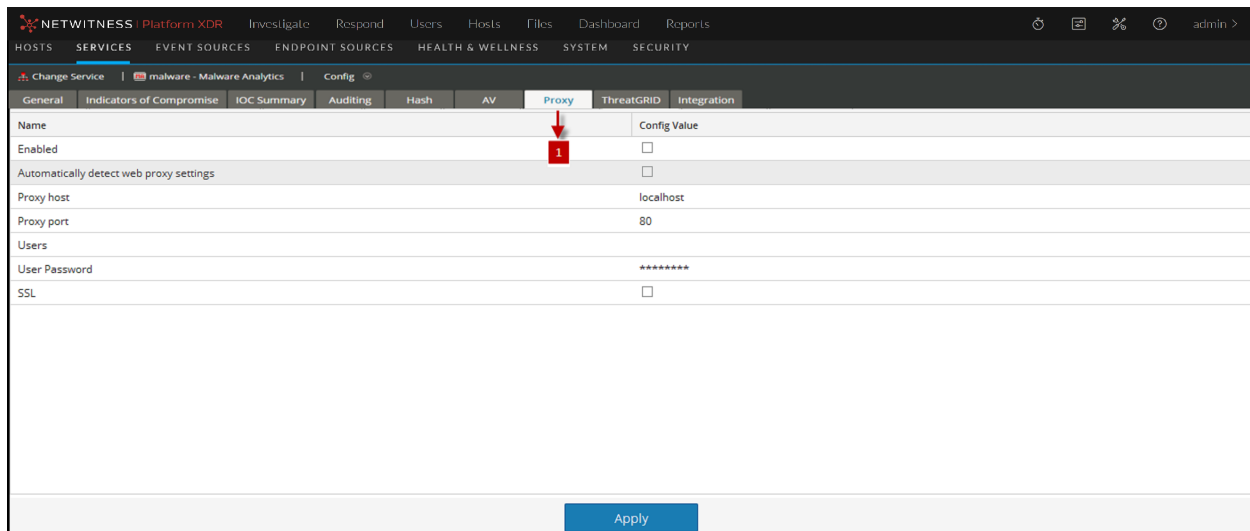 NETWITNESS | Platform XDR Investigate Respond Users Hosts Files Dashboard Reports admin >
HOSTS SERVICES EVENT SOURCES ENDPOINT SOURCES HEALTH & WELLNESS SYSTEM SECURITY
Change Service | malware - Malware Analytics | Config
General Indicators of Compromise IOC Summary Auditing Hash AV Proxy ThreatGRID Integration
Name Config Value
Enabled
1
Automatically detect web proxy settings
Proxy host localhost
Proxy port 80
Users
User Password ********
SSL
Apply